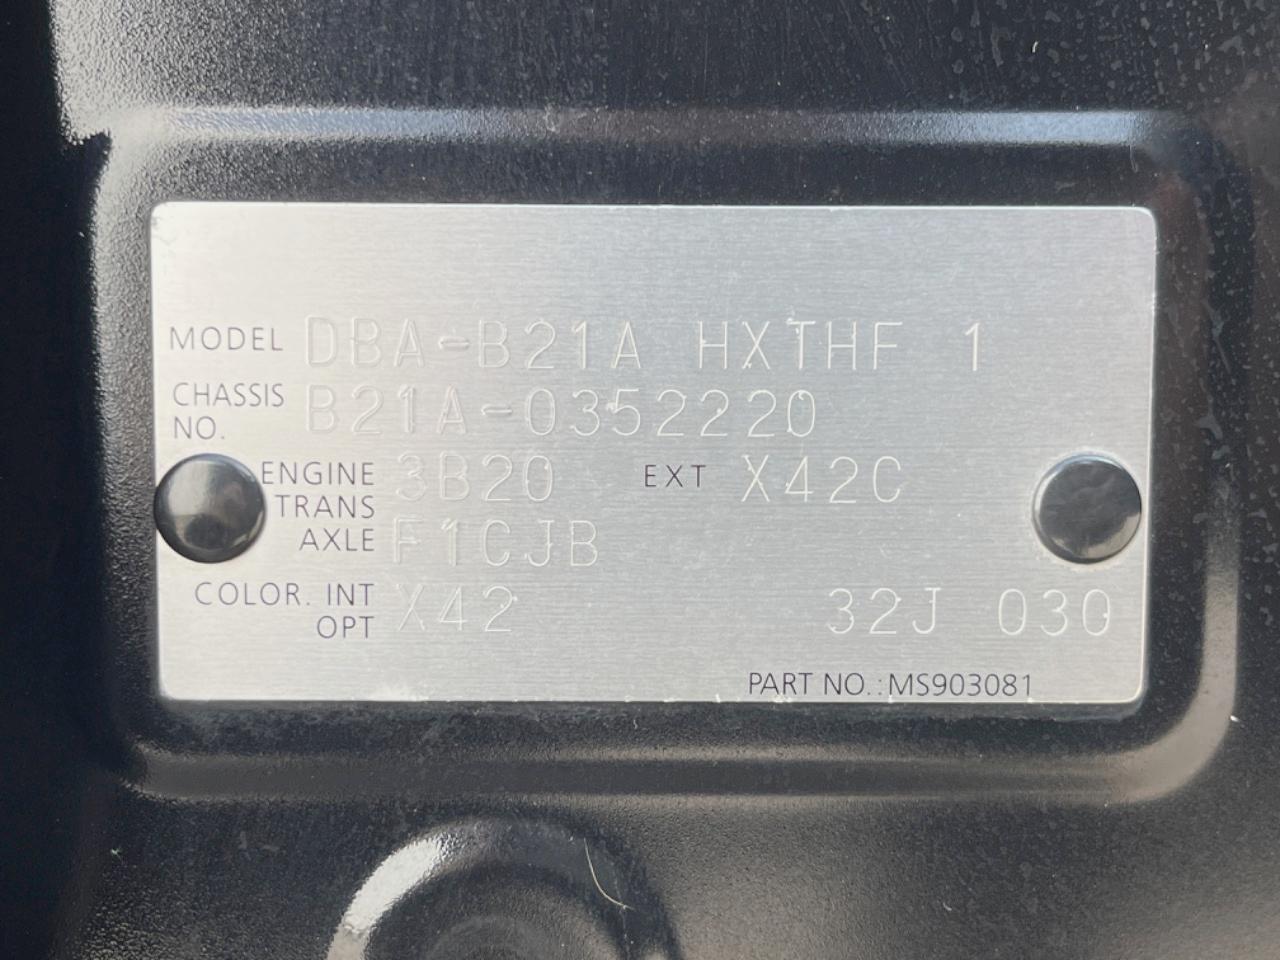 MODEL DBA-B21A HXTHF 1
CHASSIS NO. B21A-0352220
ENGINE 3B20 EXT X42C
TRANS AXLE F1CJB
COLOR. INT OPT X42 32J 030
PART NO.:MS903081